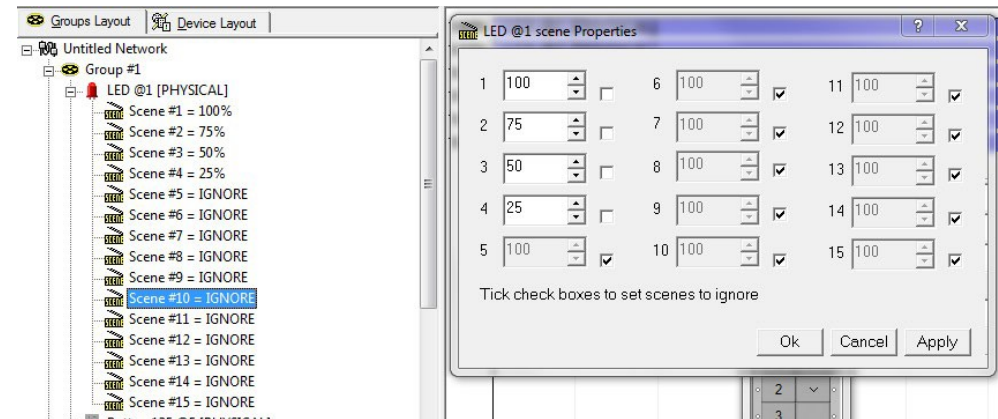 Groups Layout Device Layout
Untitled Network
Group #1
LED @1 [PHYSICAL]
Scene #1 = 100%
Scene #2 = 75%
Scene #3 = 50%
Scene #4 = 25%
Scene #5 = IGNORE
Scene #6 = IGNORE
Scene #7 = IGNORE
Scene #8 = IGNORE
Scene #9 = IGNORE
Scene #10 = IGNORE
Scene #11 = IGNORE
Scene #12 = IGNORE
Scene #13 = IGNORE
Scene #14 = IGNORE
Scene #15 = IGNORE
LED @1 scene Properties
1 100 6 100 11 100
2 75 7 100 12 100
3 50 8 100 13 100
4 25 9 100 14 100
5 100 10 100 15 100
Tick check boxes to set scenes to ignore
Ok Cancel Apply
2
3